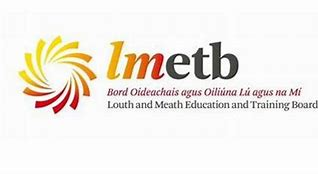 lmetb
Bord Oideachais agus Oiliúna Lú agus na Mí
Louth and Meath Education and Training Board